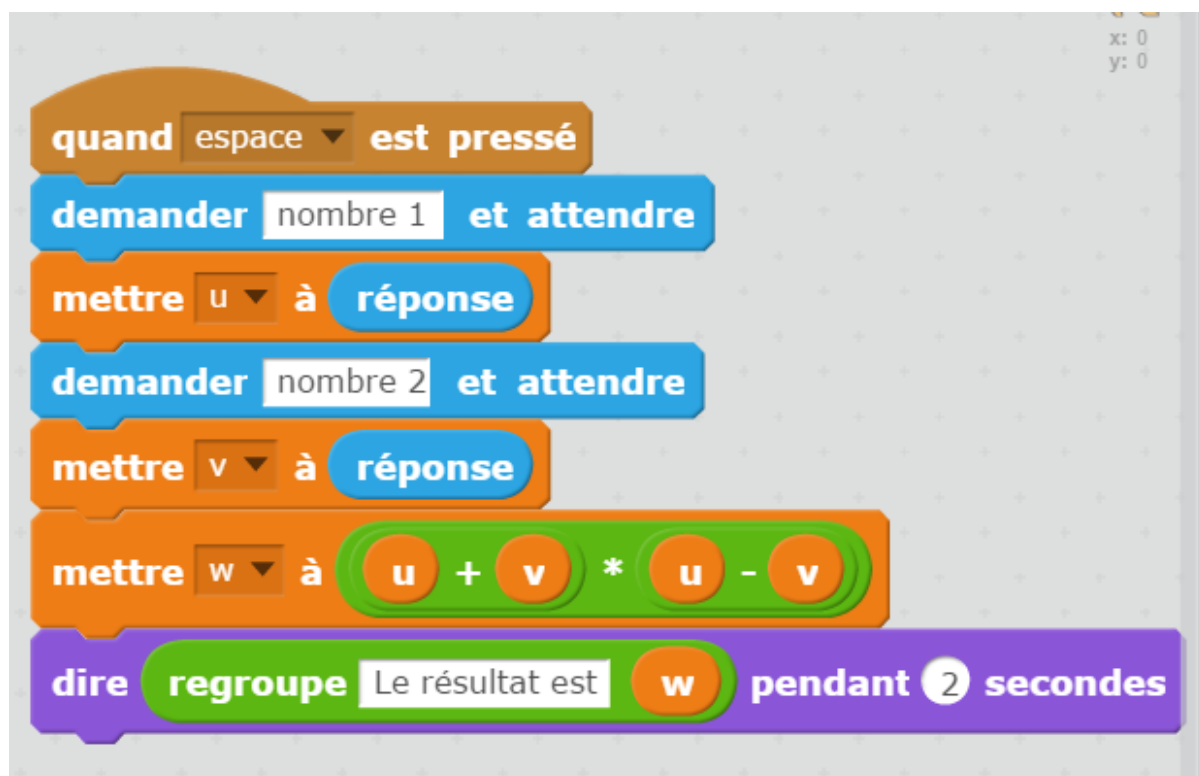 x: 0
y: 0
quand espace est pressé
demander nombre 1 et attendre
mettre u à réponse
demander nombre 2 et attendre
mettre v à réponse
mettre w à u + v * u - v
dire regroupe Le résultat est w pendant 2 secondes